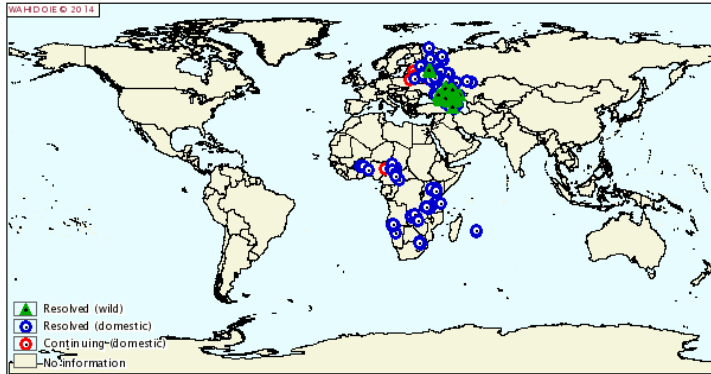 WAHID OIE © 2014
Resolved (wild)
Resolved (domestic)
Continuing (domestic)
No information